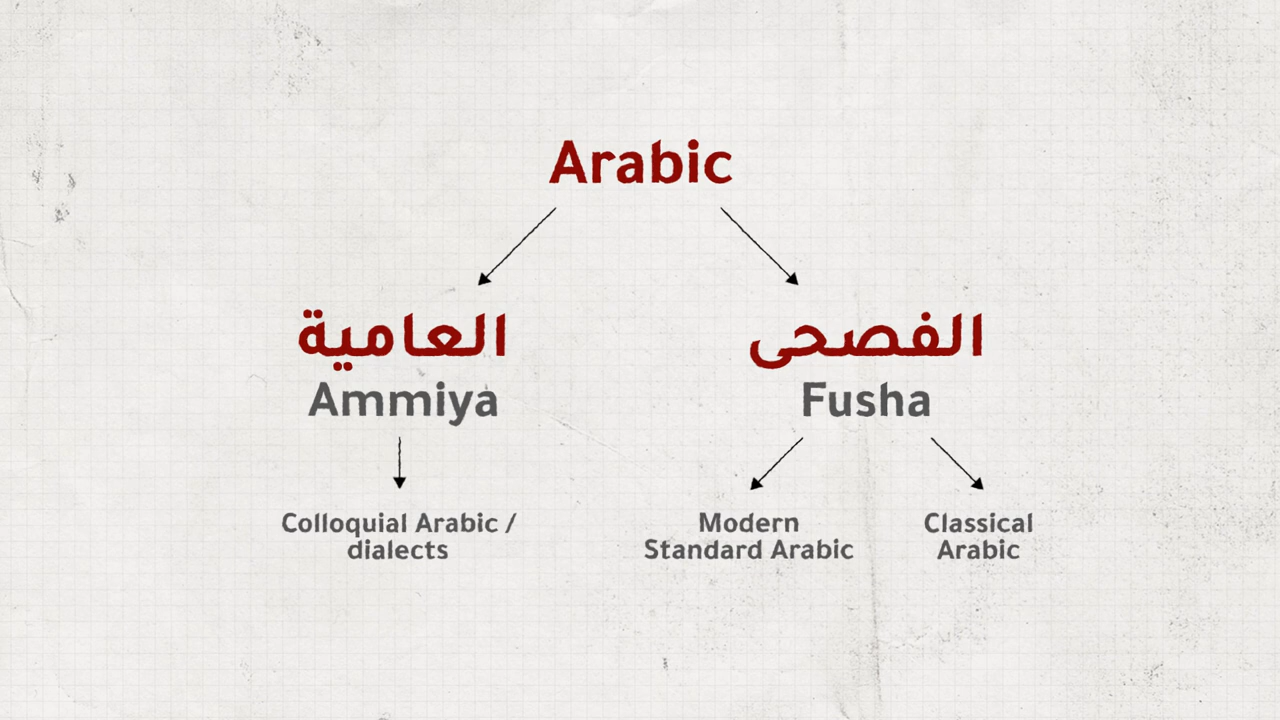 Arabic
العامية
Ammiya
الفصحى
Fusha
Colloquial Arabic /
dialects
Modern
Standard Arabic
Classical
Arabic